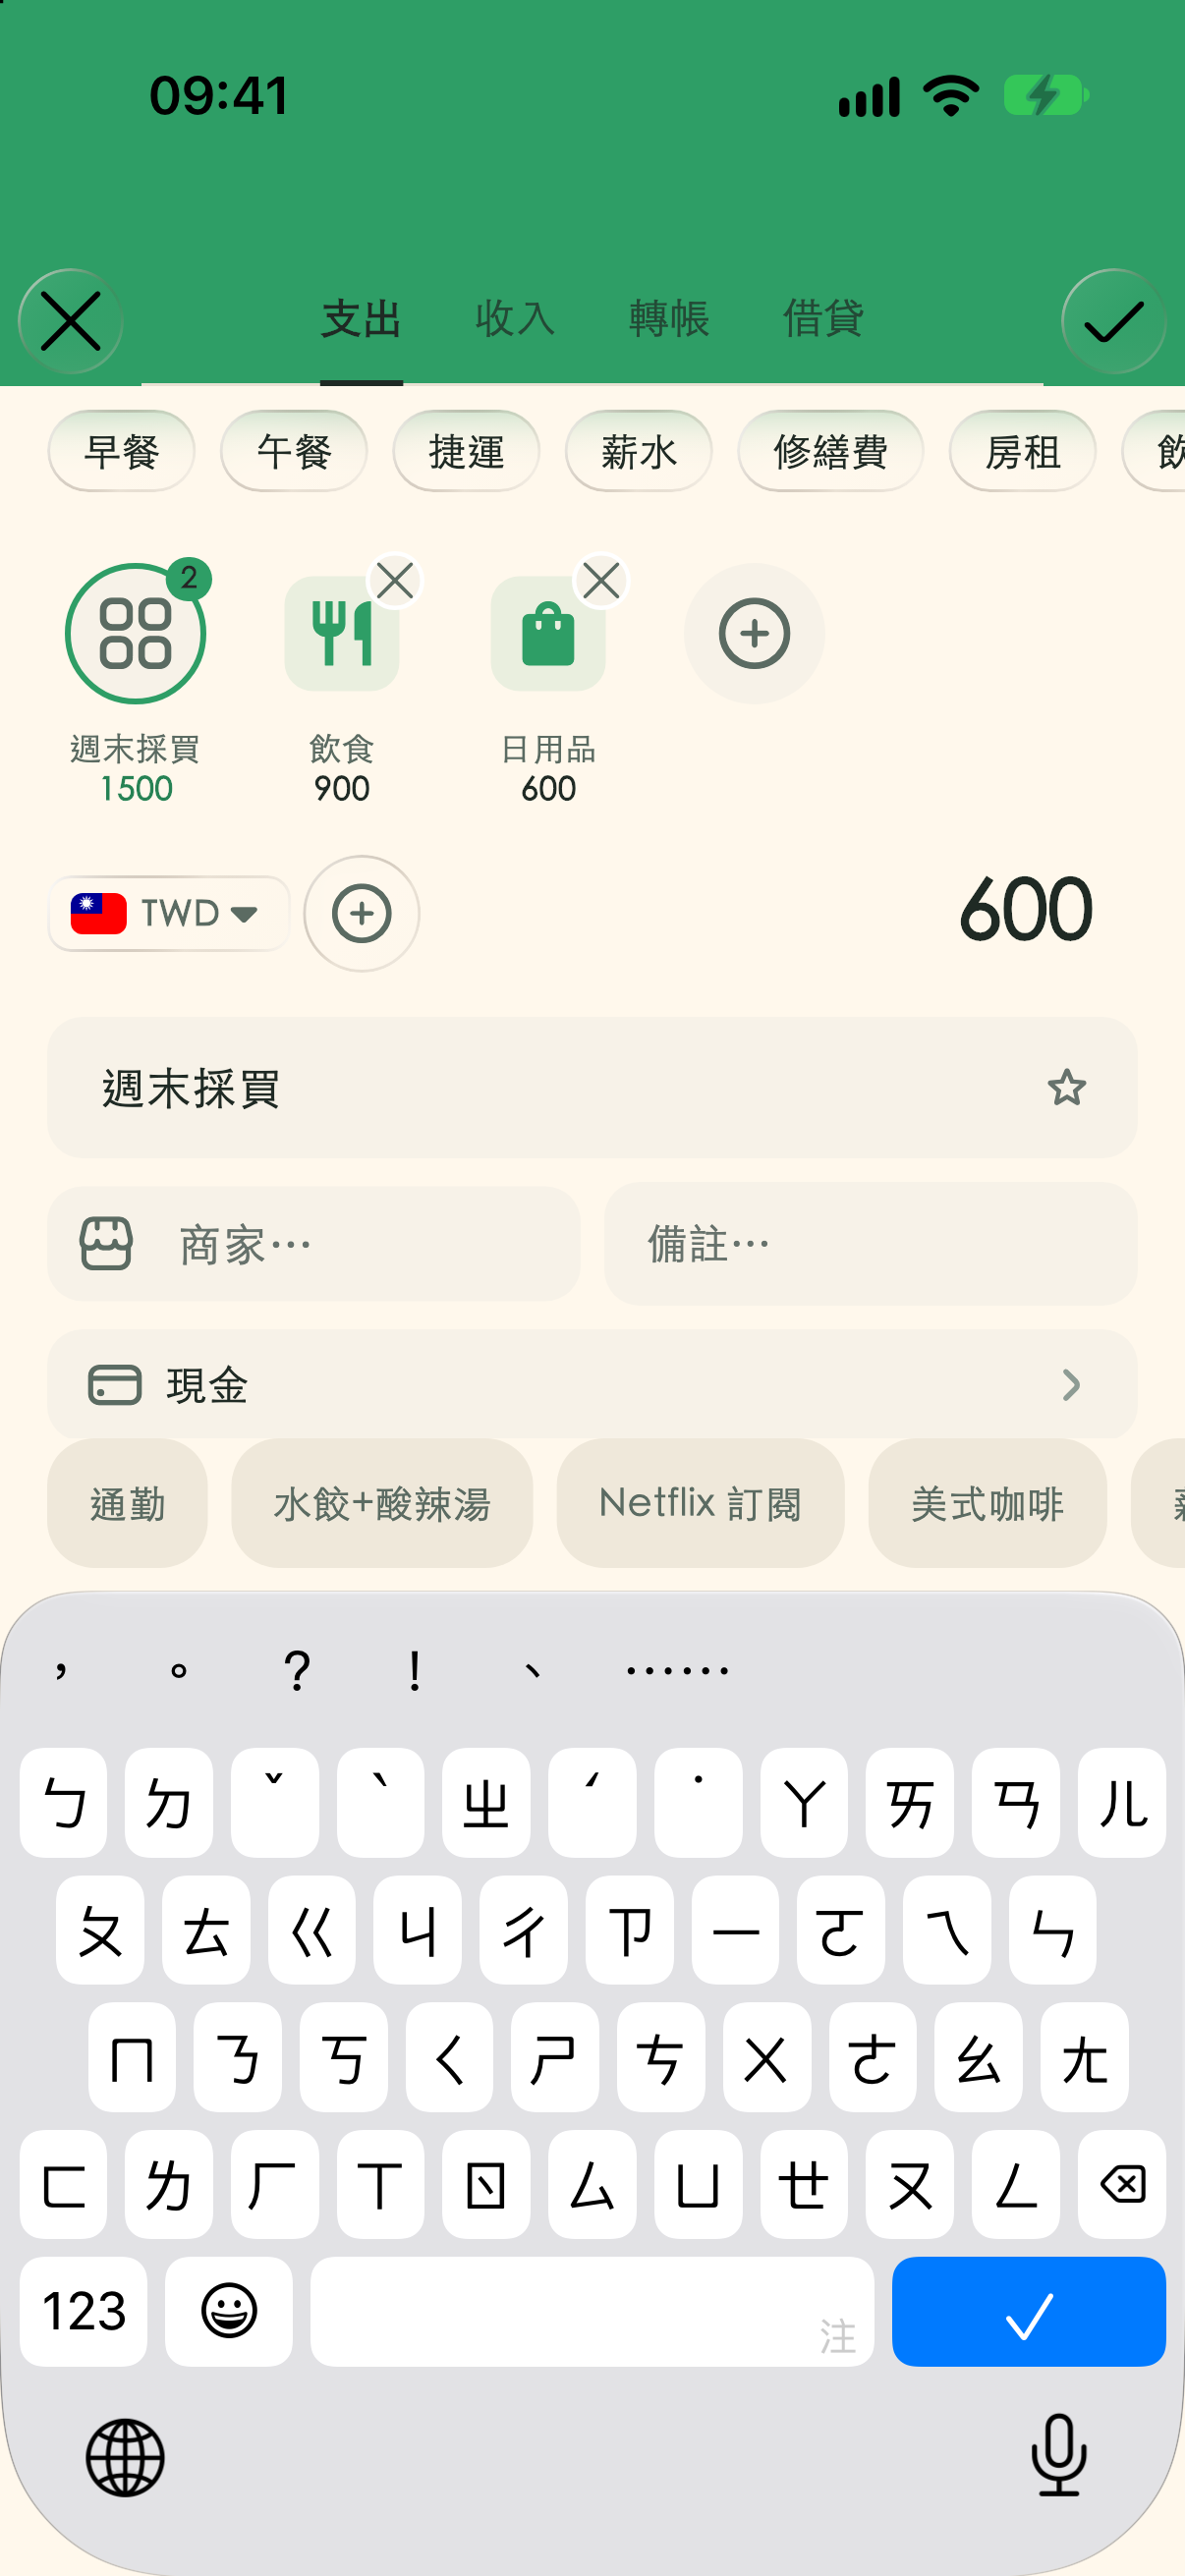 09:41
支出 收入 轉帳 借貸
早餐 午餐 捷運 薪水 修繕費 房租 飲
2
週末採買 飲食 日用品
1500 900 600
TWD 600
週末採買
商家… 備註…
現金
通勤 水餃+酸辣湯 Netflix 訂閱 美式咖啡
， 。 ? ! 、 ……
ㄅ ㄉ ˇ ˋ ㄓ ˊ ˙ ㄚ ㄞ ㄢ ㄦ
ㄆ ㄊ ㄍ ㄐ ㄔ ㄗ ㄧ ㄛ ㄟ ㄣ
ㄇ ㄋ ㄎ ㄑ ㄕ ㄘ ㄨ ㄜ ㄠ ㄤ
ㄈ ㄌ ㄏ ㄒ ㄖ ㄙ ㄩ ㄝ ㄡ ㄥ
123 注